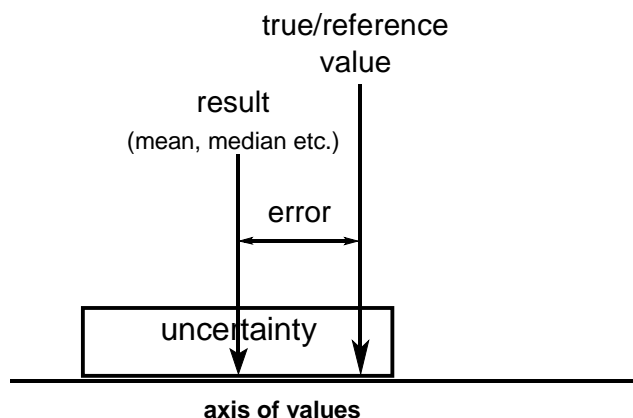 true/reference
value
result
(mean, median etc.)
error
uncertainty
axis of values